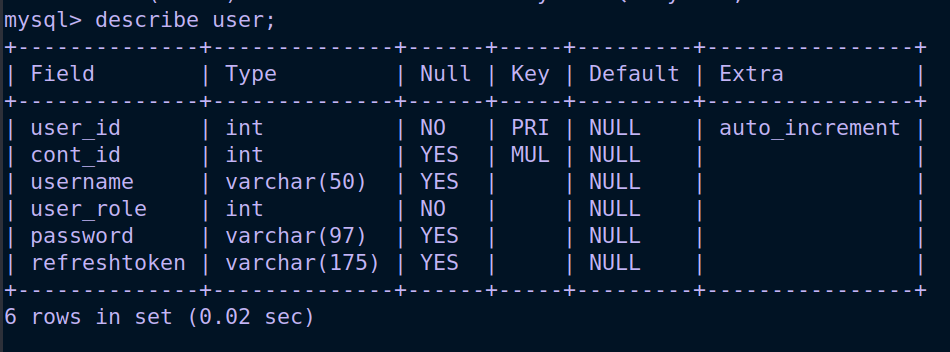 mysql> describe user;
+--------------+--------------+------+-----+---------+----------------+
| Field        | Type         | Null | Key | Default | Extra          |
+--------------+--------------+------+-----+---------+----------------+
| user_id      | int          | NO   | PRI | NULL    | auto_increment |
| cont_id      | int          | YES  | MUL | NULL    |                |
| username     | varchar(50)  | YES  |     | NULL    |                |
| user_role    | int          | NO   |     | NULL    |                |
| password     | varchar(97)  | YES  |     | NULL    |                |
| refreshtoken | varchar(175) | YES  |     | NULL    |                |
+--------------+--------------+------+-----+---------+----------------+
6 rows in set (0.02 sec)